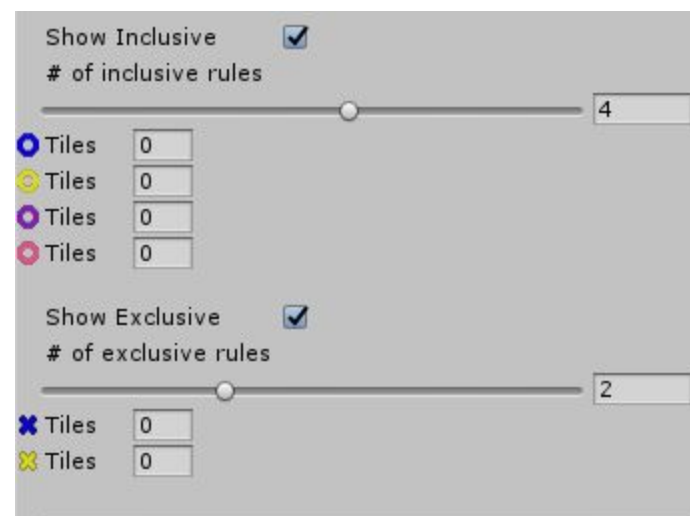 Show Inclusive
# of inclusive rules
4
Tiles 0
Tiles 0
Tiles 0
Tiles 0
Show Exclusive
# of exclusive rules
2
Tiles 0
Tiles 0